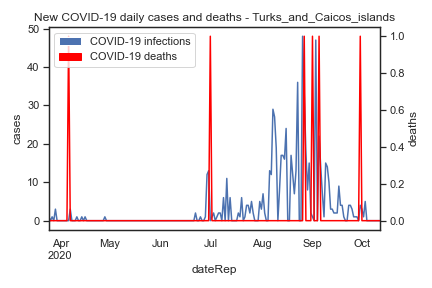 New COVID-19 daily cases and deaths - Turks_and_Caicos_islands
COVID-19 infections
COVID-19 deaths
cases
50
40
30
20
10
0
deaths
1.0
0.8
0.6
0.4
0.2
0.0
Apr May Jun Jul Aug Sep Oct
2020
dateRep